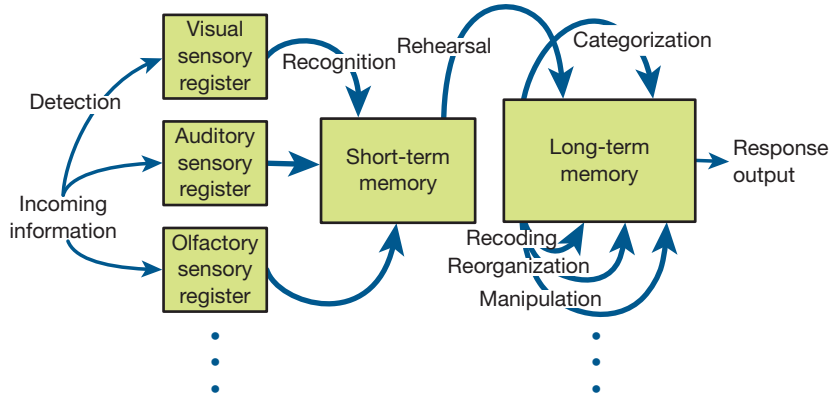 Visual
sensory
register
Detection
Recognition
Rehearsal
Categorization
Auditory
sensory
register
Short-term
memory
Long-term
memory
Response
output
Incoming
information
Olfactory
sensory
register
Recoding
Reorganization
Manipulation